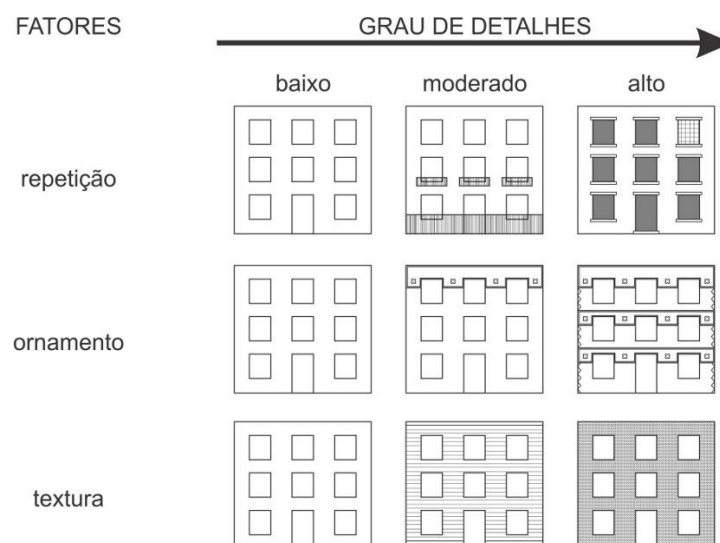 FATORES GRAU DE DETALHES
baixo moderado alto
repetição
ornamento
textura